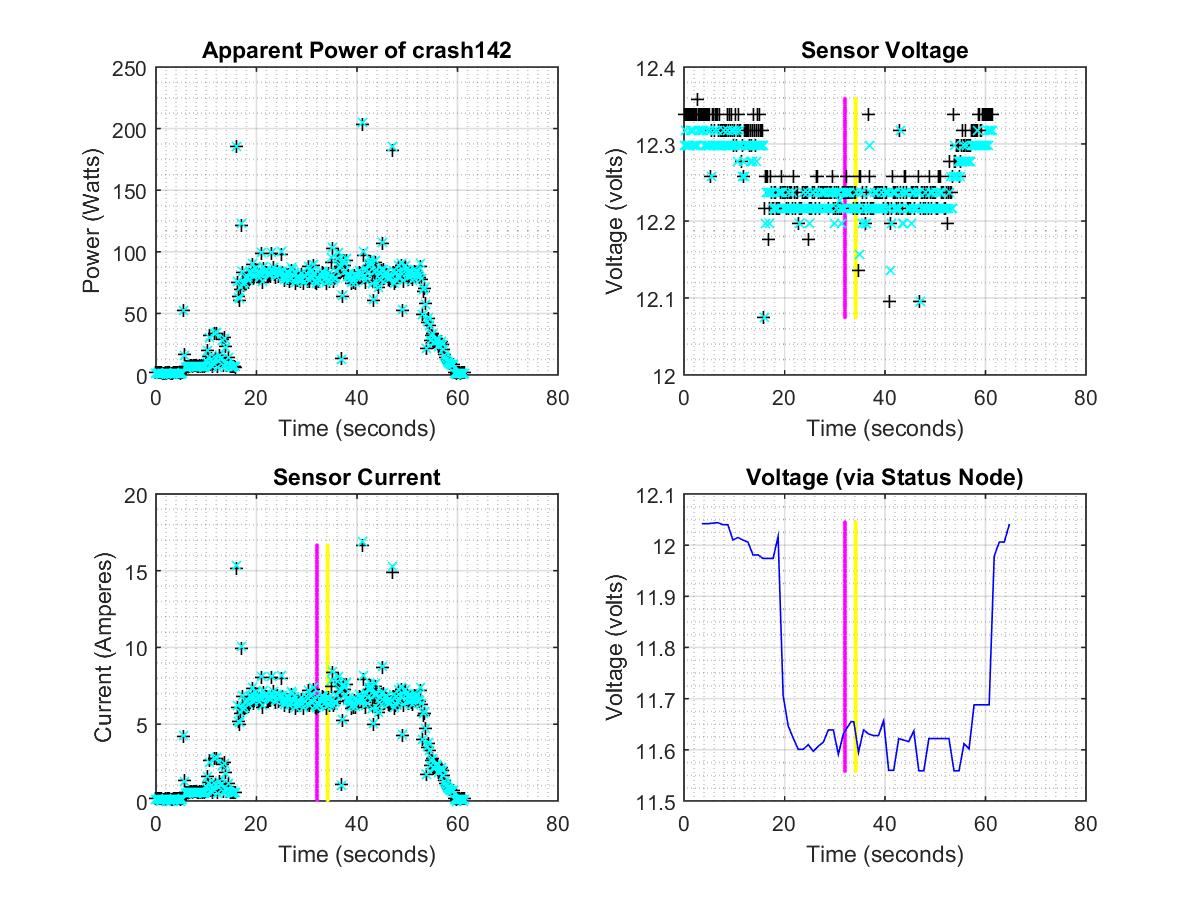 Apparent Power of crash142
250
200
150
100
50
0
Power (Watts)
0 20 40 60 80
Time (seconds)
Sensor Voltage
12.4
12.3
12.2
12.1
12
Voltage (volts)
0 20 40 60 80
Time (seconds)
Sensor Current
20
15
10
5
0
Current (Amperes)
0 20 40 60 80
Time (seconds)
Voltage (via Status Node)
12.1
12
11.9
11.8
11.7
11.6
11.5
Voltage (volts)
0 20 40 60 80
Time (seconds)